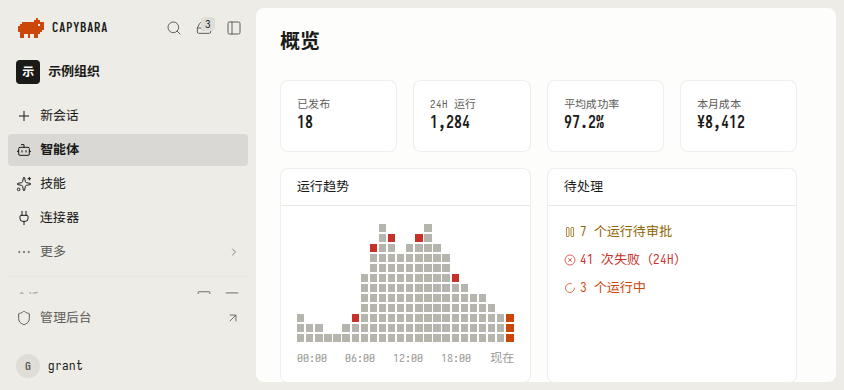 CAPYBARA
3
示 示例组织
新会话
智能体
技能
连接器
更多
管理后台
G grant
概览
已发布
18
24H 运行
1,284
平均成功率
97.2%
本月成本
¥8,412
运行趋势
00:00 06:00 12:00 18:00 现在
待处理
7 个运行待审批
41 次失败 (24H)
3 个运行中